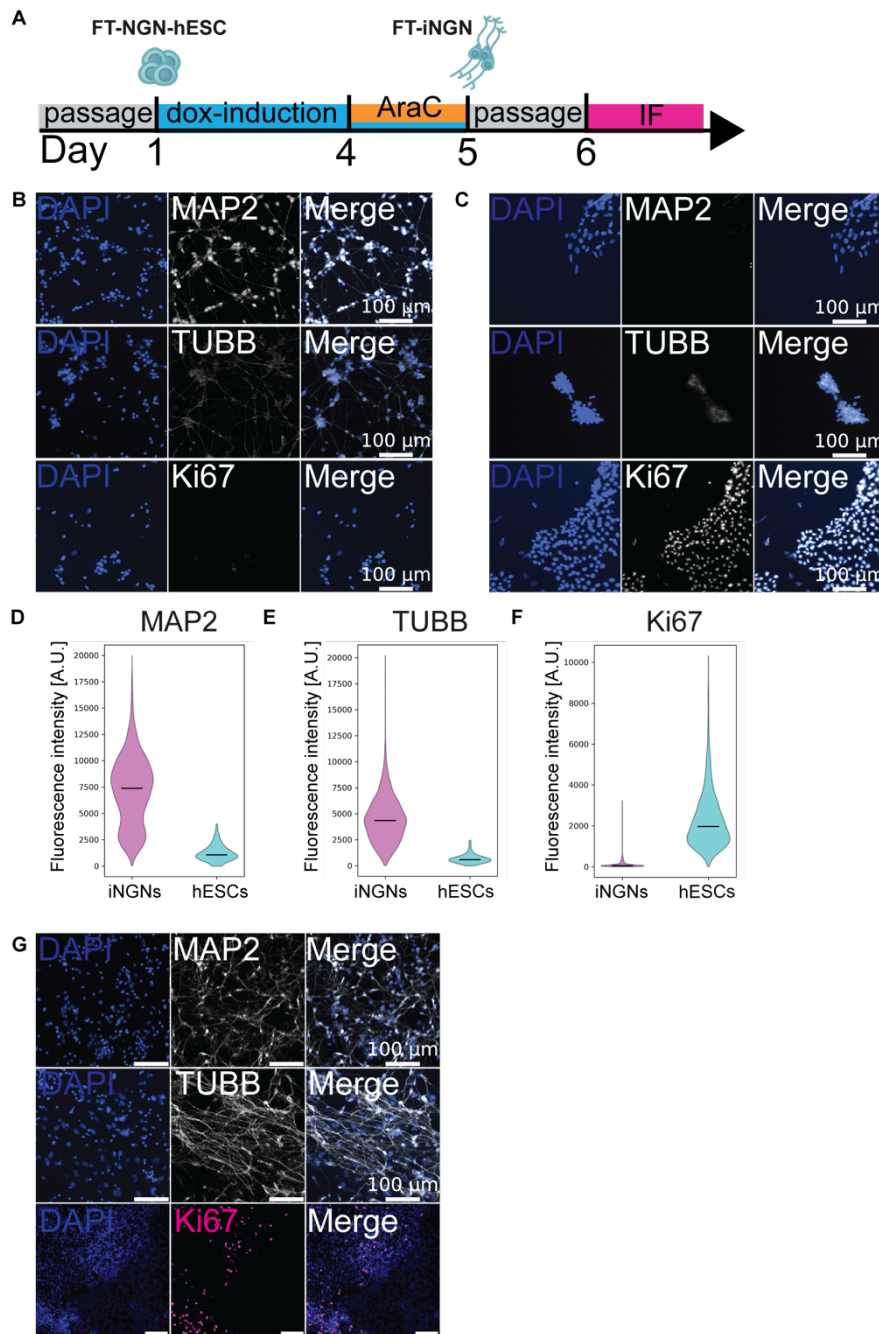 A
FT-NGN-hESC
FT-iNGN
passage dox-induction AraC passage IF
Day 1 4 5 6
B
DAPI MAP2 Merge
100 µm
DAPI TUBB Merge
100 µm
DAPI Ki67 Merge
100 µm
C
DAPI MAP2 Merge
100 µm
DAPI TUBB Merge
100 µm
DAPI Ki67 Merge
100 µm
D
MAP2
Fluorescence intensity [A.U.]
20000
17500
15000
12500
10000
7500
5000
2500
0
iNGNs hESCs
E
TUBB
Fluorescence intensity [A.U.]
20000
17500
15000
12500
10000
7500
5000
2500
0
iNGNs hESCs
F
Ki67
Fluorescence intensity [A.U.]
10000
8000
6000
4000
2000
0
iNGNs hESCs
G
DAPI MAP2 Merge
100 µm
DAPI TUBB Merge
100 µm
DAPI Ki67 Merge